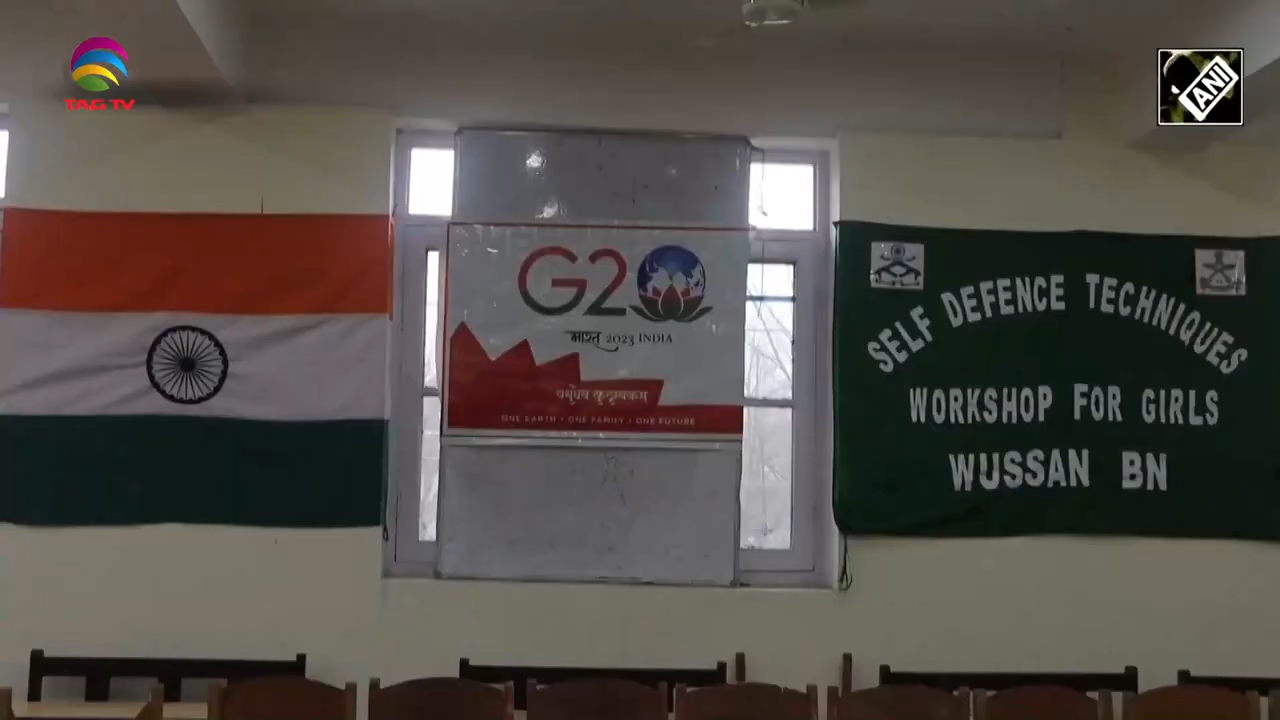 TAG TV
ANI
G20
भारत 2023 INDIA
वसुधैव कुटुम्बकम्
ONE EARTH • ONE FAMILY • ONE FUTURE
SELF DEFENCE TECHNIQUES
WORKSHOP FOR GIRLS
WUSSAN BN